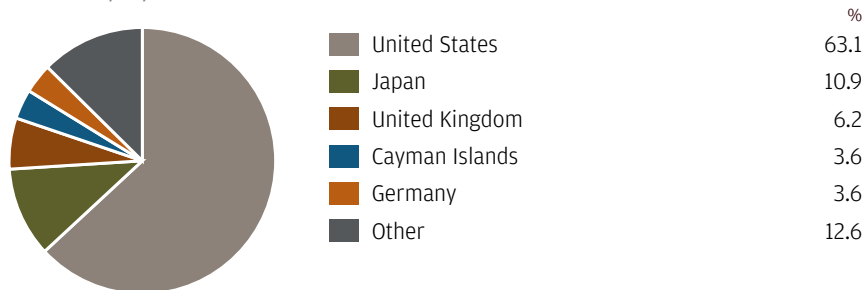 %
United States 63.1
Japan 10.9
United Kingdom 6.2
Cayman Islands 3.6
Germany 3.6
Other 12.6